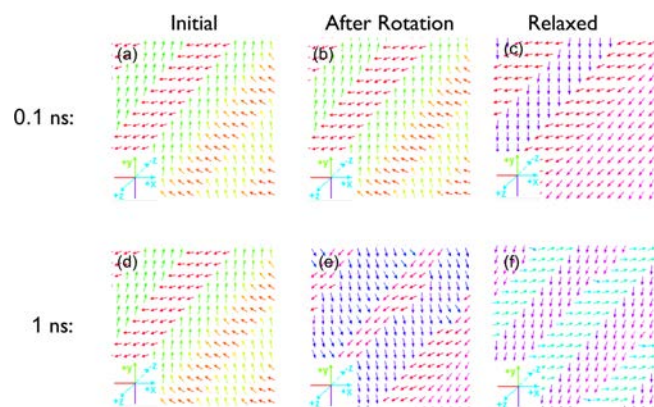 Initial After Rotation Relaxed
(a) (b) (c)
0.1 ns:
(d) (e) (f)
1 ns: